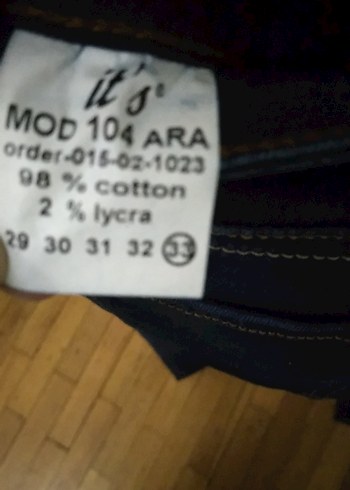 it's
MOD 104 ARA
order-015-02-1023
98 % cotton
2 % lycra
29 30 31 32 33